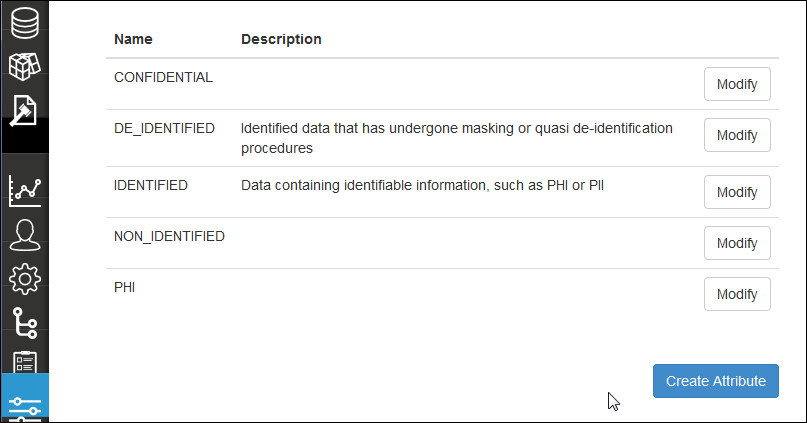 Name Description
CONFIDENTIAL Modify
DE_IDENTIFIED Identified data that has undergone masking or quasi de-identification Modify
procedures
IDENTIFIED Data containing identifiable information, such as PHI or PII Modify
NON_IDENTIFIED Modify
PHI Modify
Create Attribute